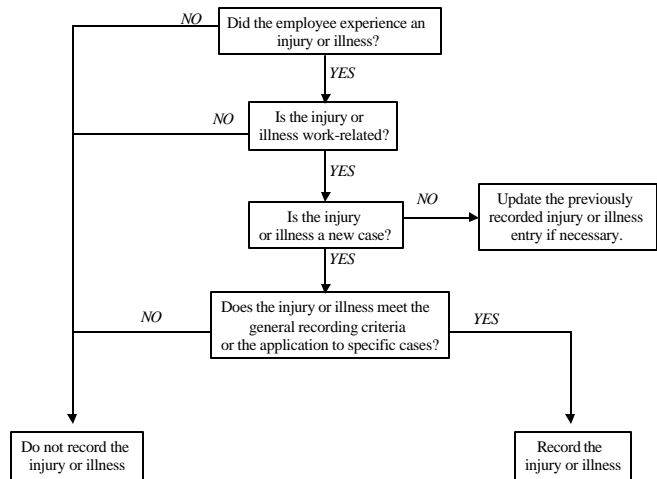 NO
Did the employee experience an
injury or illness?
YES
NO
Is the injury or
illness work-related?
YES
Is the injury
or illness a new case?
NO
Update the previously
recorded injury or illness
entry if necessary.
YES
NO
Does the injury or illness meet the
general recording criteria
or the application to specific cases?
YES
Do not record the
injury or illness
Record the
injury or illness